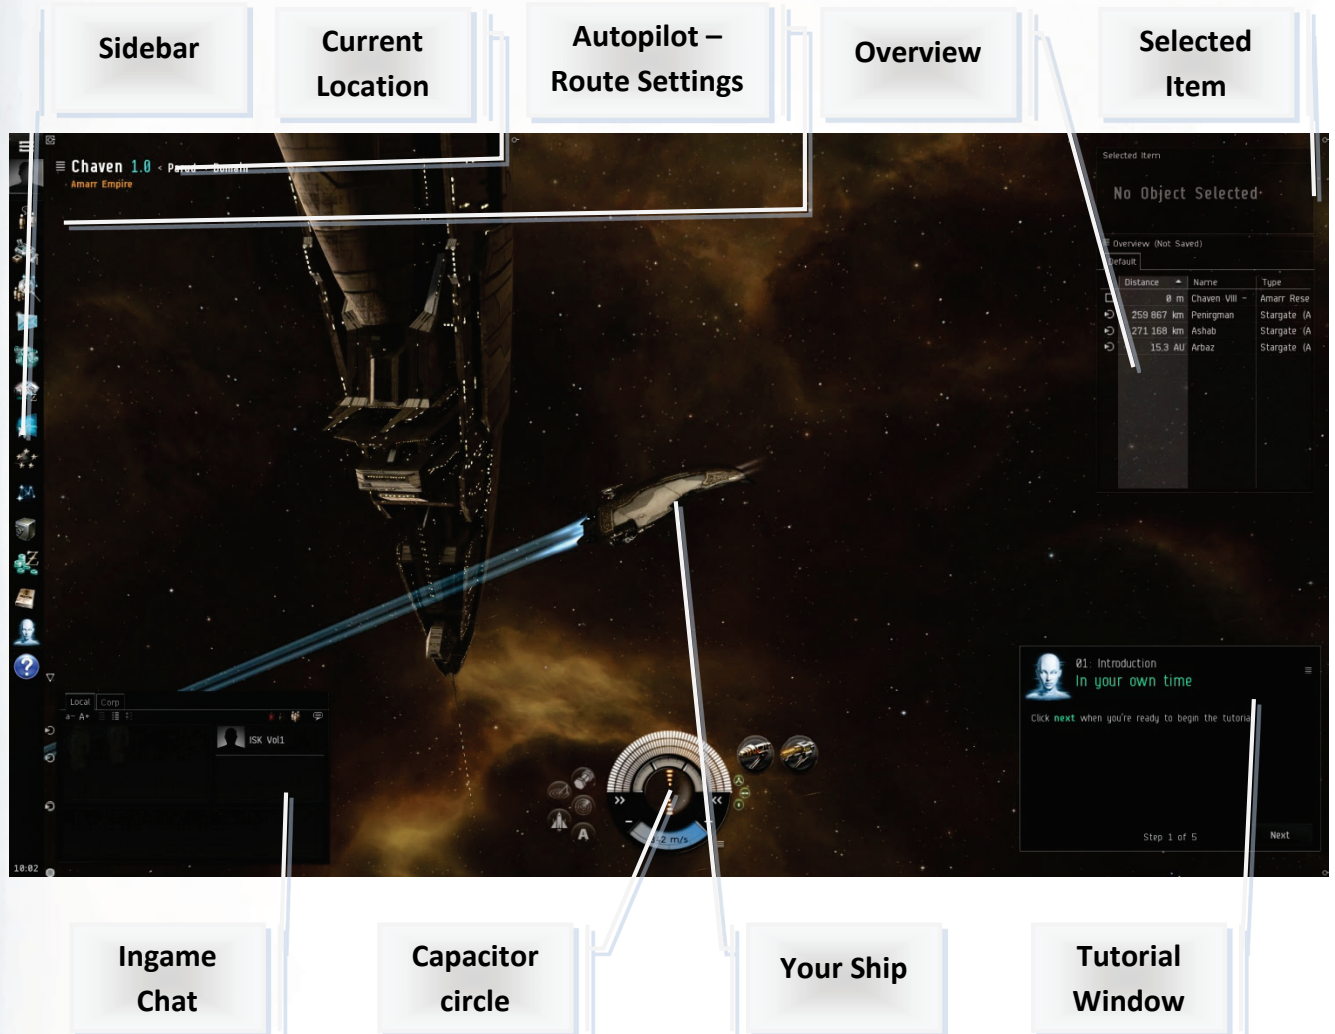 Sidebar
Current
Location
Autopilot –
Route Settings
Overview
Selected
Item
Chaven 1.0 < Parud - Domain
Amarr Empire
Selected Item
No Object Selected
Overview (Not Saved)
Default
Distance Name Type
0 m Chaven VIII - Amarr Rese
259 867 km Penirgman Stargate (A
271 168 km Ashab Stargate (A
15.3 AU Arbaz Stargate (A
Z
Z
?
Local Corp
a- A+
ISK Vol1
01: Introduction
In your own time
Click next when you're ready to begin the tutoria
Step 1 of 5
Next
A
m/s
10:02
Ingame
Chat
Capacitor
circle
Your Ship
Tutorial
Window